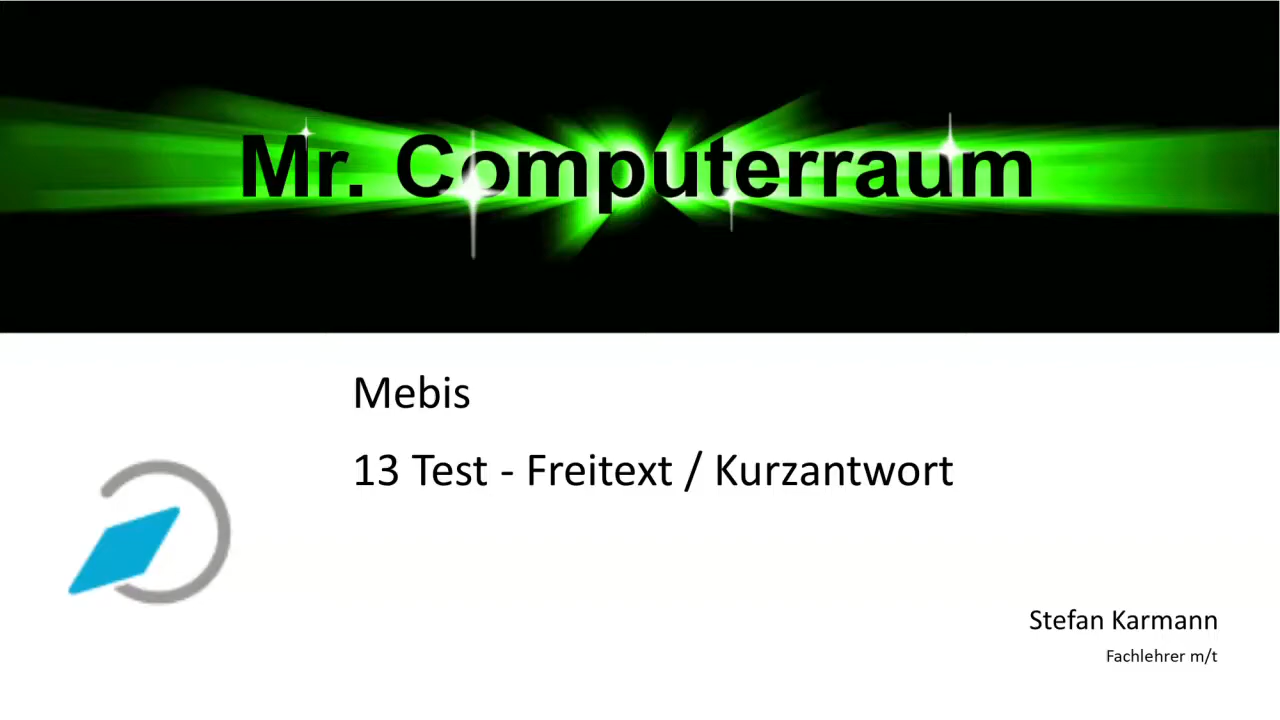 Mr. Computerraum
Mebis
13 Test - Freitext / Kurzantwort
Stefan Karmann
Fachlehrer m/t